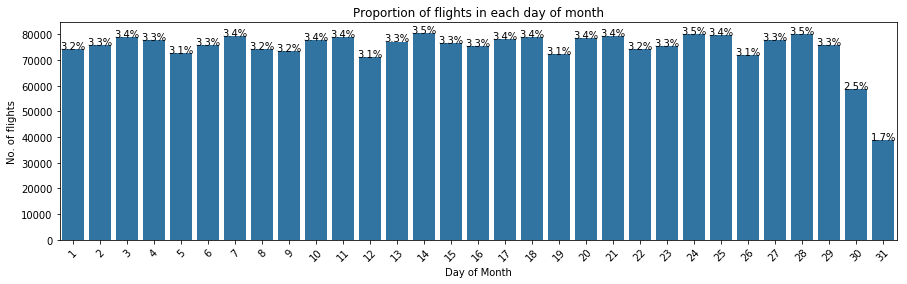 Proportion of flights in each day of month
No. of flights
80000
70000
60000
50000
40000
30000
20000
10000
0
3.2% 3.3% 3.4% 3.3% 3.1% 3.3% 3.4% 3.2% 3.2% 3.4% 3.4% 3.1% 3.3% 3.5% 3.3% 3.3% 3.4% 3.4% 3.1% 3.4% 3.4% 3.2% 3.3% 3.5% 3.4% 3.1% 3.3% 3.5% 3.3% 2.5% 1.7%
1 2 3 4 5 6 7 8 9 10 11 12 13 14 15 16 17 18 19 20 21 22 23 24 25 26 27 28 29 30 31
Day of Month